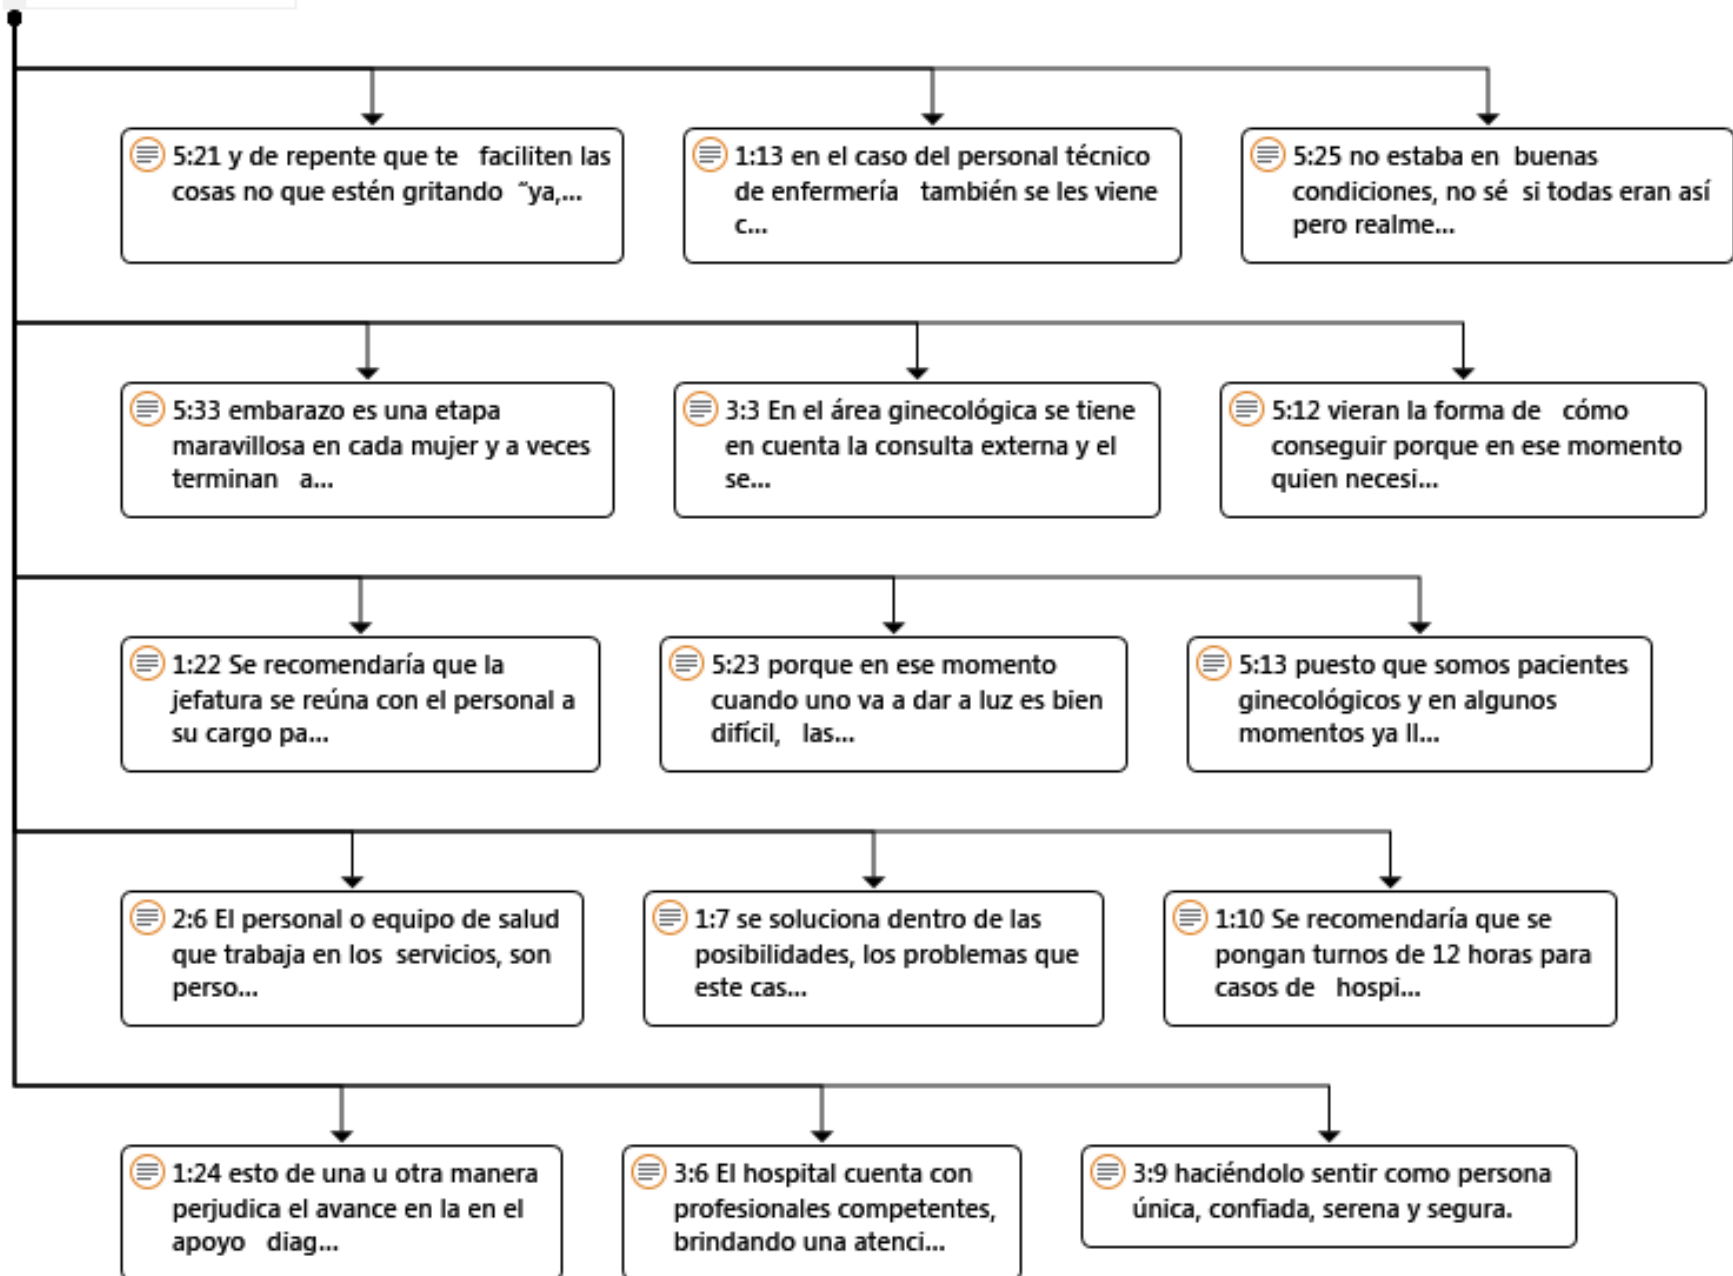 5:21 y de repente que te faciliten las
cosas no que estén gritando “ya,...
1:13 en el caso del personal técnico
de enfermería también se les viene
c...
5:25 no estaba en buenas
condiciones, no sé si todas eran así
pero realme...
5:33 embarazo es una etapa
maravillosa en cada mujer y a veces
terminan a...
3:3 En el área ginecológica se tiene
en cuenta la consulta externa y el
se...
5:12 vieran la forma de cómo
conseguir porque en ese momento
quien necesi...
1:22 Se recomendaría que la
jefatura se reúna con el personal a
su cargo pa...
5:23 porque en ese momento
cuando uno va a dar a luz es bien
difícil, las...
5:13 puesto que somos pacientes
ginecológicos y en algunos
momentos ya ll...
2:6 El personal o equipo de salud
que trabaja en los servicios, son
perso...
1:7 se soluciona dentro de las
posibilidades, los problemas que
este cas...
1:10 Se recomendaría que se
pongan turnos de 12 horas para
casos de hospi...
1:24 esto de una u otra manera
perjudica el avance en la en el
apoyo diag...
3:6 El hospital cuenta con
profesionales competentes,
brindando una atenci...
3:9 haciéndolo sentir como persona
única, confiada, serena y segura.